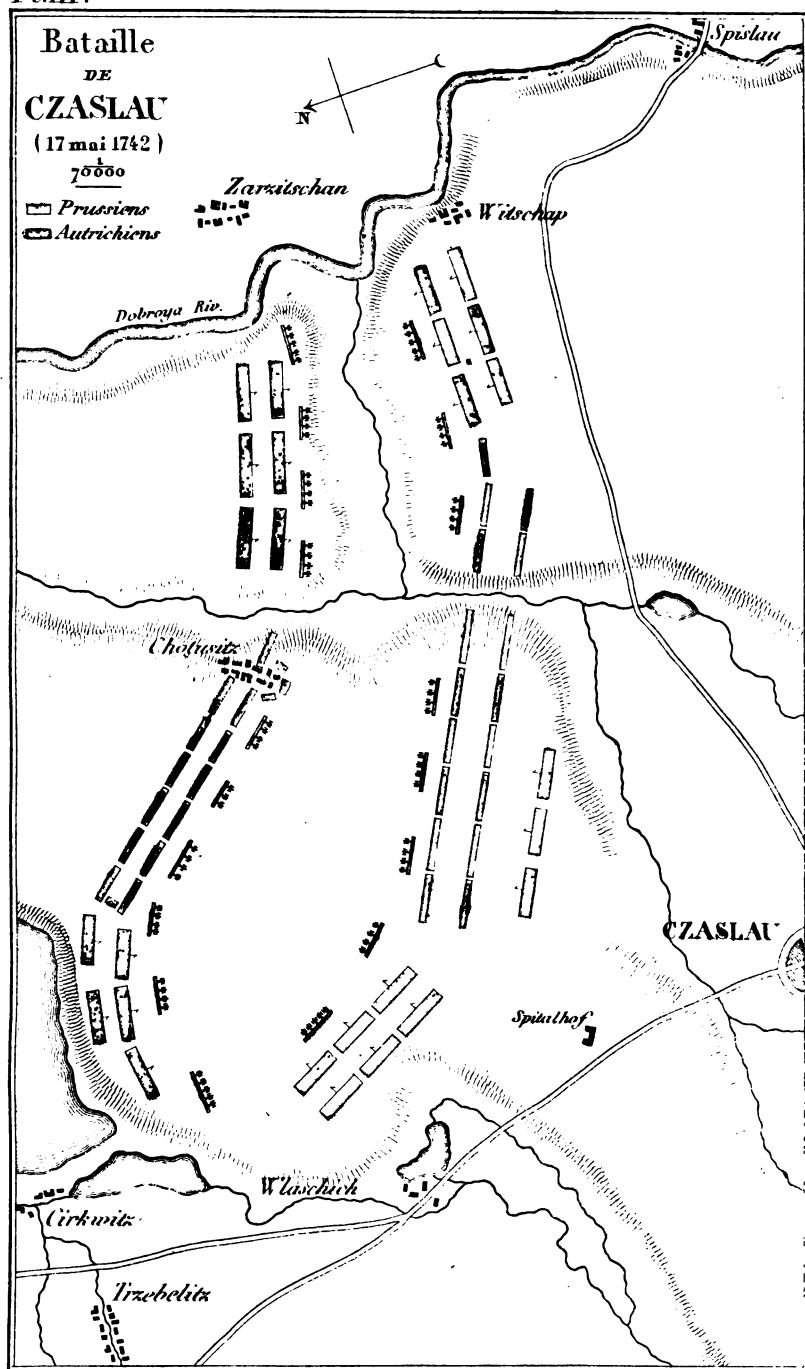 Bataille
DE
CZASLAU
( 17 mai 1742 )
1
70000
Prussiens
Autrichiens
N
Spislau
Zarzitschan
Witschap
Dobroya Riv.
Chotusitz
CZASLAU
Spitalhof
Wlaschich
Cirkwitz
Trzebelitz